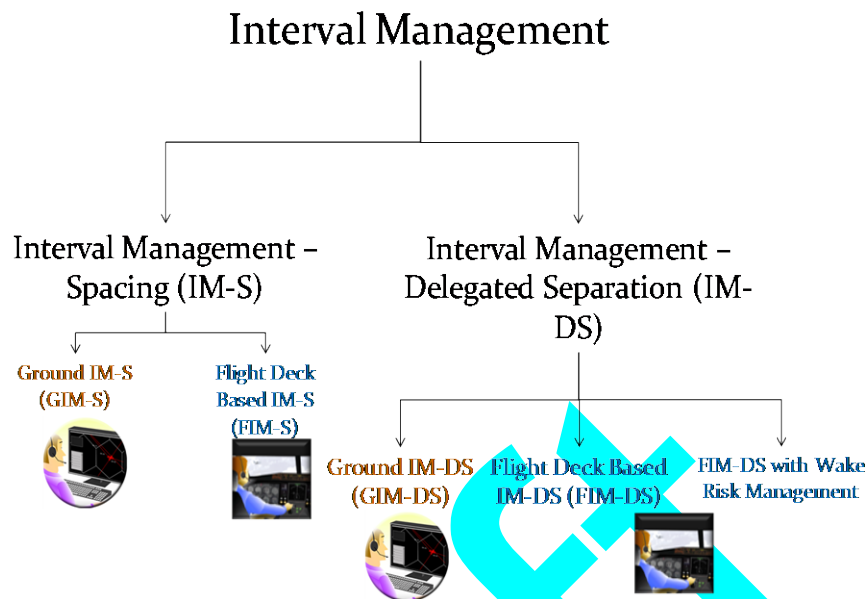 Interval Management
Interval Management –
Spacing (IM-S)
Interval Management –
Delegated Separation (IM-
DS)
Ground IM-S
(GIM-S)
Flight Deck
Based IM-S
(FIM-S)
Ground IM-DS
(GIM-DS)
Flight Deck Based
IM-DS (FIM-DS)
FIM-DS with Wake
Risk Management